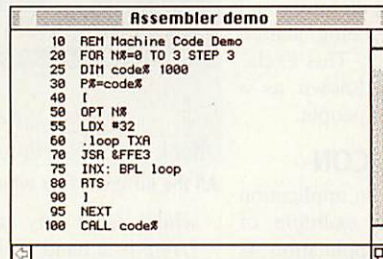 Assembler demo
10 REM Machine Code Demo
20 FOR N%=0 TO 3 STEP 3
25 DIM code% 1000
30 P%=code%
40 [
50 OPT N%
55 LDX #32
60 .loop TXA
70 JSR &FFE3
75 INX: BPL loop
80 RTS
90 ]
95 NEXT
100 CALL code%